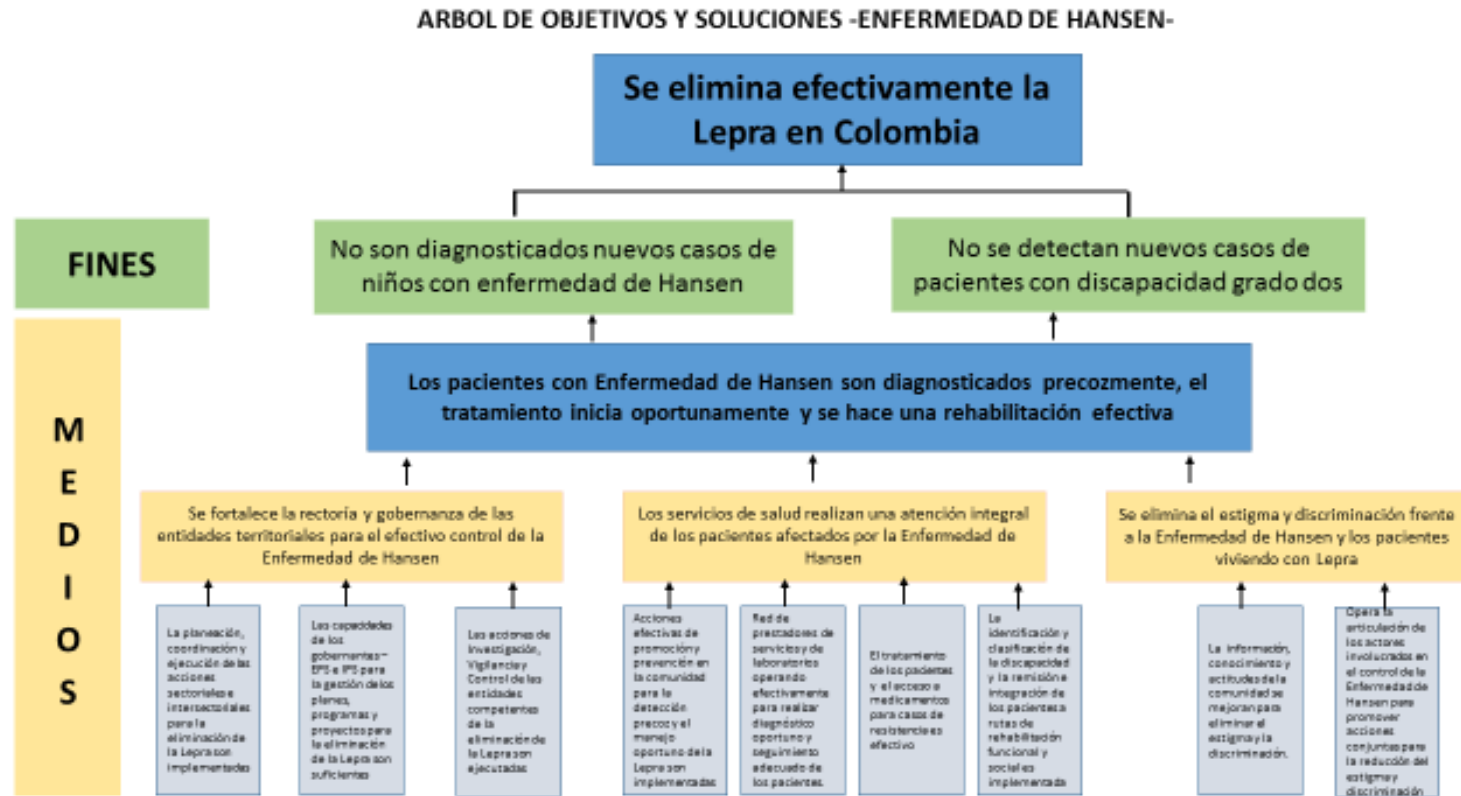 ARBOL DE OBJETIVOS Y SOLUCIONES -ENFERMEDAD DE HANSEN-
Se elimina efectivamente la
Lepra en Colombia
FINES
No son diagnosticados nuevos casos de
niños con enfermedad de Hansen
No se detectan nuevos casos de
pacientes con discapacidad grado dos
M
E
D
I
O
S
Los pacientes con Enfermedad de Hansen son diagnosticados precozmente, el
tratamiento inicia oportunamente y se hace una rehabilitación efectiva
Se fortalece la rectoría y gobernanza de las
entidades territoriales para el efectivo control de la
Enfermedad de Hansen
Los servicios de salud realizan una atención integral
de los pacientes afectados por la Enfermedad de
Hansen
Se elimina el estigma y discriminación frente
a la Enfermedad de Hansen y los pacientes
viviendo con Lepra
La planeación,
coordinación y
ejecución de las
acciones
sectoriales e
intersectoriales
para la
eliminación de
la Lepra son
implementadas
Las capacidades
de los
gobernantes–
EPS e IPS para
la gestión de los
planes,
programas y
proyectos para
la eliminación
de la Lepra son
suficientes
Las acciones de
Investigación,
Vigilancia y
Control de las
entidades
competentes
de la
eliminación de
la Lepra son
ejecutadas
Acciones
efectivas de
promoción y
prevención en
la comunidad
para la
detección
precoz y el
manejo
oportuno de la
Lepra son
implementadas
Red de
prestadores de
servicios y de
laboratorios
operando
efectivamente
para realizar
diagnóstico
oportuno y
seguimiento
adecuado de
los pacientes.
El tratamiento
de los pacientes
y el acceso a
medicamentos
para casos de
resistencia es
efectivo
La
identificación y
clasificación de
la discapacidad
y la remisión e
integración de
los pacientes a
rutas de
rehabilitación
funcional y
social es
implementada
La información,
conocimiento y
actitudes de la
comunidad se
mejoran para
eliminar el
estigma y la
discriminación.
Opera la
articulación de
los actores
involucrados en
el control de la
Enfermedad de
Hansen para
promover
acciones
conjuntas para
la reducción del
estigma y
discriminación